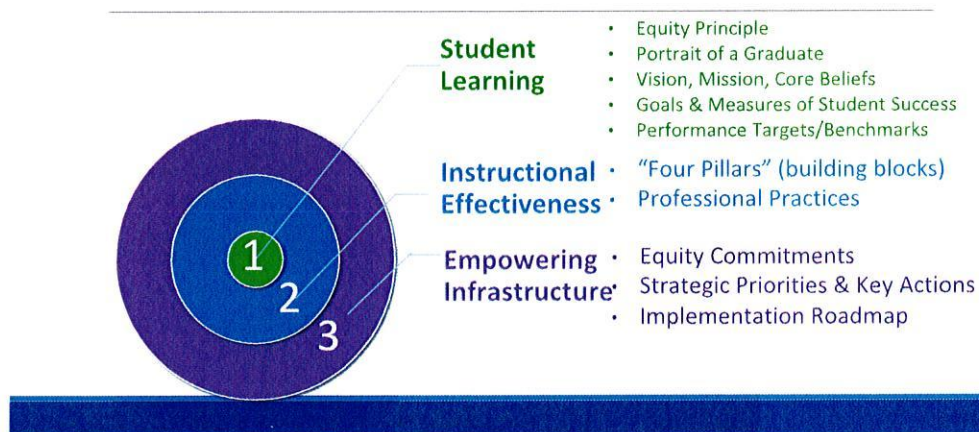 Student
Learning
· Equity Principle
· Portrait of a Graduate
· Vision, Mission, Core Beliefs
· Goals & Measures of Student Success
· Performance Targets/Benchmarks
Instructional
Effectiveness
· "Four Pillars" (building blocks)
· Professional Practices
Empowering
Infrastructure
· Equity Commitments
· Strategic Priorities & Key Actions
· Implementation Roadmap
1
2
3